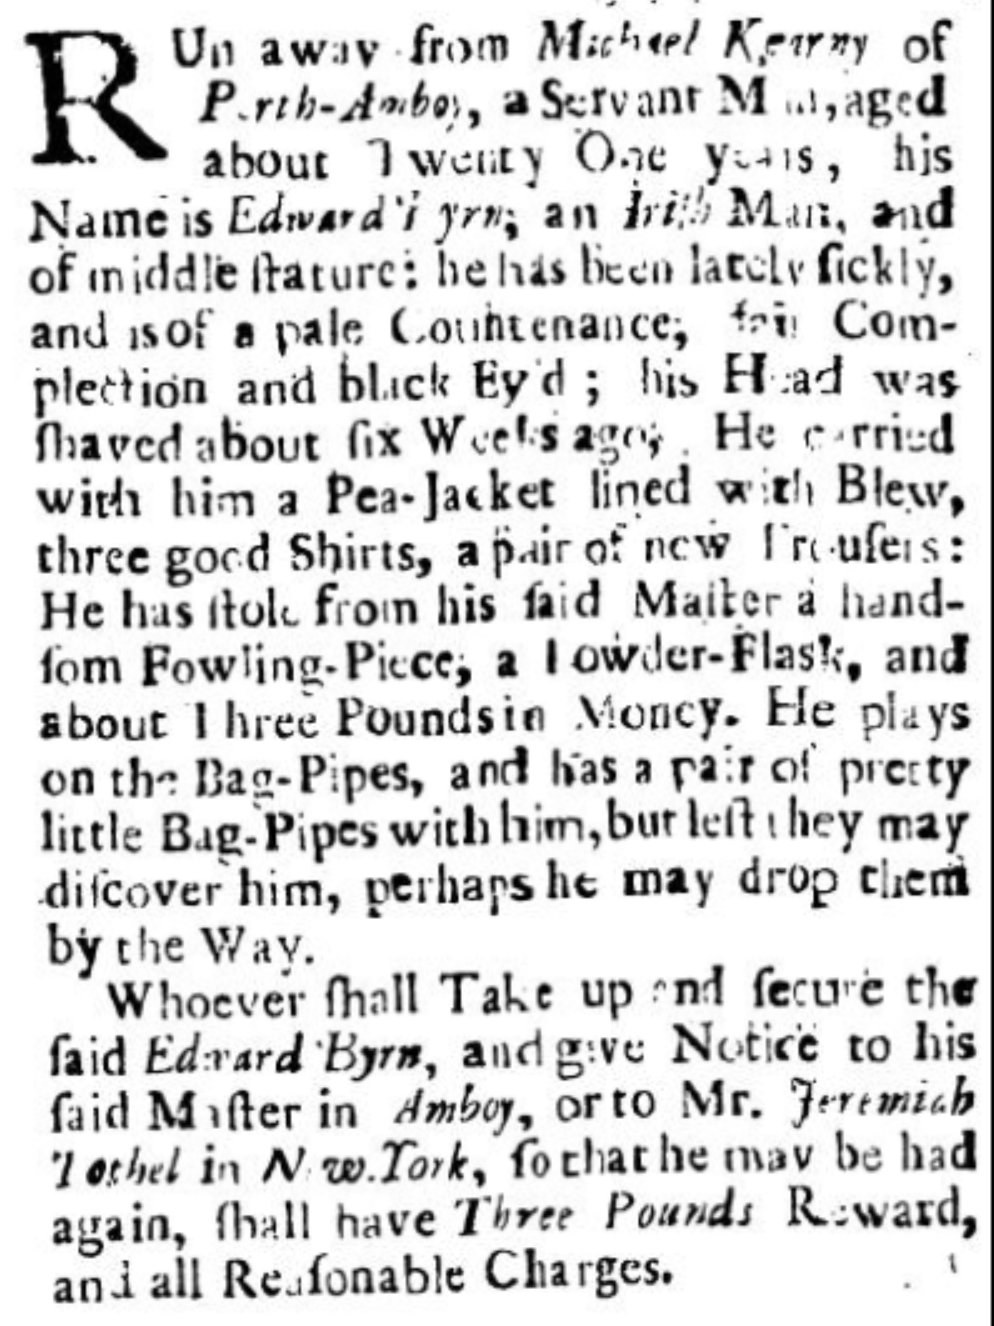 RUn away from Michael Kearny of
Perth-Amboy, a Servant Man, aged
about Twenty One years, his
Name is Edward Byrn; an Iriſh Man, and
of middle ſtature: he has been lately ſickly,
and is of a pale Countenance; fair Com-
plection and black Ey'd ; his Head was
ſhaved about ſix Weeks ago; He carried
with him a Pea-Jacket lined with Blew,
three good Shirts, a pair of new Trouſers:
He has ſtole from his ſaid Maſter a hand-
ſom Fowling-Piece; a Powder-Flask, and
about Three Pounds in Money. He plays
on the Bag-Pipes, and has a pair of pretty
little Bag-Pipes with him, but leſt they may
diſcover him, perhaps he may drop them
by the Way.
Whoever ſhall Take up and ſecure the
ſaid Edward Byrn, and give Notice to his
ſaid Maſter in Amboy, or to Mr. Jeremiah
Tothel in N. w. York, ſo that he may be had
again, ſhall have Three Pounds Reward,
and all Reaſonable Charges.